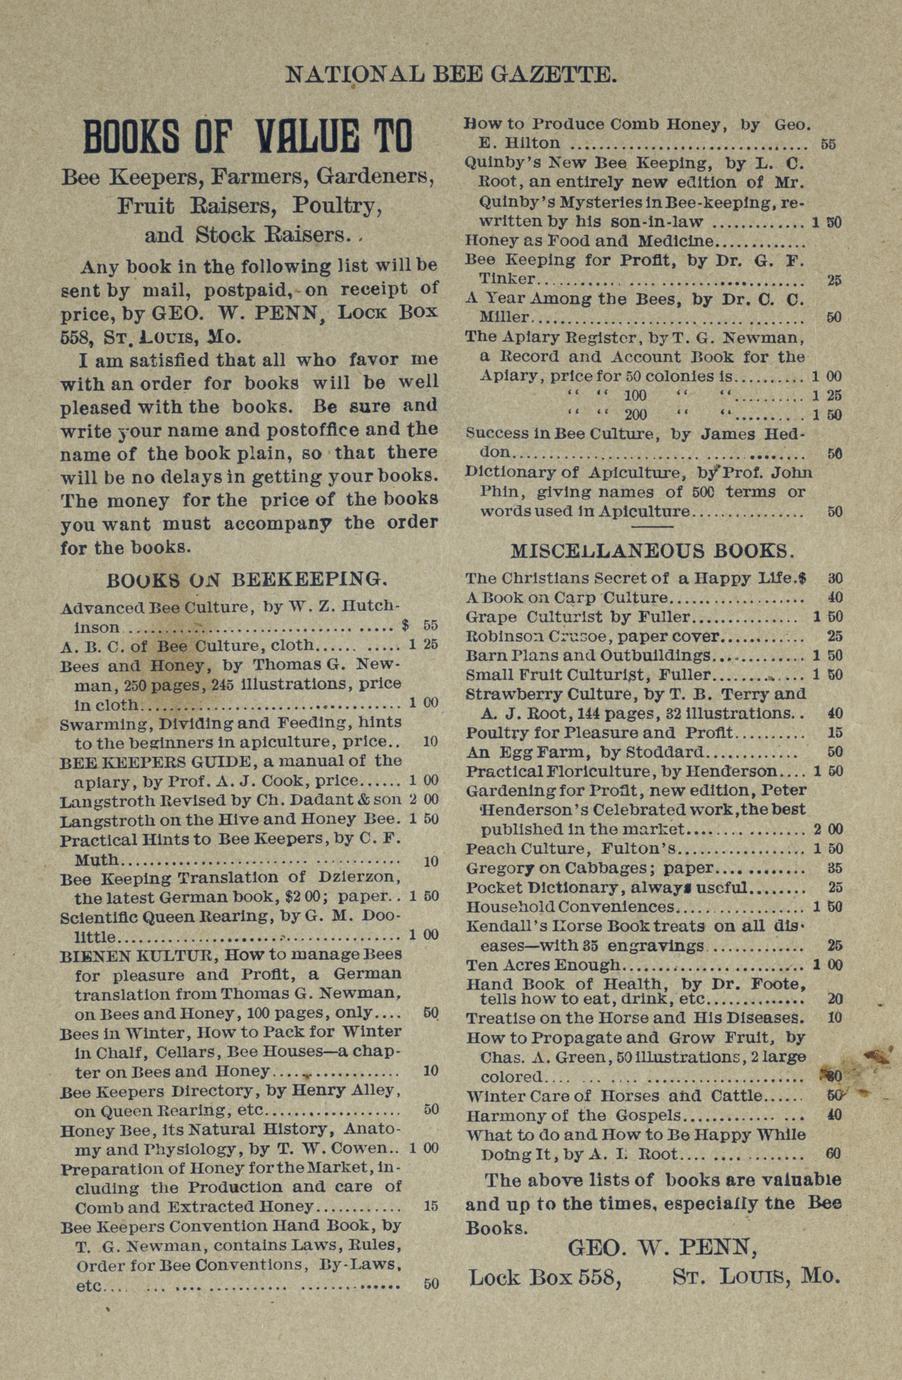 NATIONAL BEE GAZETTE.
BOOKS OF VALUE TO
Bee Keepers, Farmers, Gardeners,
Fruit Raisers, Poultry,
and Stock Raisers.
Any book in the following list will be
sent by mail, postpaid, on receipt of
price, by GEO. W. PENN, LOCK BOX
558, ST. LOUIS, MO.
I am satisfied that all who favor me
with an order for books will be well
pleased with the books. Be sure and
write your name and postoffice and the
name of the book plain, so that there
will be no delays in getting your books.
The money for the price of the books
you want must accompany the order
for the books.
BOOKS ON BEEKEEPING.
Advanced Bee Culture, by W. Z. Hutch-
inson .................................... $ 55
A. B. C. of Bee Culture, cloth............ 1 25
Bees and Honey, by Thomas G. New-
man, 250 pages, 245 illustrations, price
in cloth.................................... 1 00
Swarming, Dividing and Feeding, hints
to the beginners in apiculture, price.. 10
BEE KEEPERS GUIDE, a manual of the
apiary, by Prof. A. J. Cook, price...... 1 00
Langstroth Revised by Ch. Dadant & son 2 00
Langstroth on the Hive and Honey Bee. 1 50
Practical Hints to Bee Keepers, by C. F.
Muth...................................... 10
Bee Keeping Translation of Dzierzon,
the latest German book, $2 00; paper.. 1 50
Scientific Queen Rearing, by G. M. Doo-
little...................................... 1 00
BIENEN KULTUR, How to manage Bees
for pleasure and Profit, a German
translation from Thomas G. Newman,
on Bees and Honey, 100 pages, only.... 50
Bees in Winter, How to Pack for Winter
in Chaff, Cellars, Bee Houses—a chap-
ter on Bees and Honey................. 10
Bee Keepers Directory, by Henry Alley,
on Queen Rearing, etc.................. 50
Honey Bee, its Natural History, Anato-
my and Physiology, by T. W. Cowen.. 1 00
Preparation of Honey for the Market, in-
cluding the Production and care of
Comb and Extracted Honey............ 15
Bee Keepers Convention Hand Book, by
T. G. Newman, contains Laws, Rules,
Order for Bee Conventions, By-Laws,
etc.... ... .... ........... ............. 50
How to Produce Comb Honey, by Geo.
E. Hilton ................................ 55
Quinby's New Bee Keeping, by L. C.
Root, an entirely new edition of Mr.
Quinby's Mysteries in Bee-keeping, re-
written by his son-in-law ............. 1 50
Honey as Food and Medicine.............
Bee Keeping for Profit, by Dr. G. F.
Tinker.................................... 25
A Year Among the Bees, by Dr. C. C.
Miller..................................... 50
The Apiary Register, by T. G. Newman,
a Record and Account Book for the
Apiary, price for 50 colonies is.......... 1 00
" " 100 " ".......... 1 25
" " 200 " ".......... 1 50
Success in Bee Culture, by James Hed-
don........................................ 50
Dictionary of Apiculture, by Prof. John
Phin, giving names of 500 terms or
words used in Apiculture................ 50
MISCELLANEOUS BOOKS.
The Christians Secret of a Happy Life.$ 30
A Book on Carp Culture................... 40
Grape Culturist by Fuller............... 1 50
Robinson Crusoe, paper cover............ 25
Barn Plans and Outbuildings............. 1 50
Small Fruit Culturist, Fuller............. 1 50
Strawberry Culture, by T. B. Terry and
A. J. Root, 144 pages, 32 illustrations.. 40
Poultry for Pleasure and Profit.......... 15
An Egg Farm, by Stoddard............. 50
Practical Floriculture, by Henderson.... 1 50
Gardening for Profit, new edition, Peter
Henderson's Celebrated work, the best
published in the market................. 2 00
Peach Culture, Fulton's.................. 1 50
Gregory on Cabbages; paper............. 35
Pocket Dictionary, always useful........ 25
Household Conveniences.................. 1 50
Kendall's Horse Book treats on all dis-
eases—with 35 engravings.............. 25
Ten Acres Enough.......................... 1 00
Hand Book of Health, by Dr. Foote,
tells how to eat, drink, etc.............. 20
Treatise on the Horse and His Diseases. 10
How to Propagate and Grow Fruit, by
Chas. A. Green, 50 illustrations, 2 large
colored....................................
Winter Care of Horses and Cattle...... 50
Harmony of the Gospels................. 40
What to do and How to Be Happy While
Doing It, by A. I. Root.................. 60
The above lists of books are valuable
and up to the times, especially the Bee
Books.
GEO. W. PENN,
Lock Box 558, ST. LOUIS, MO.